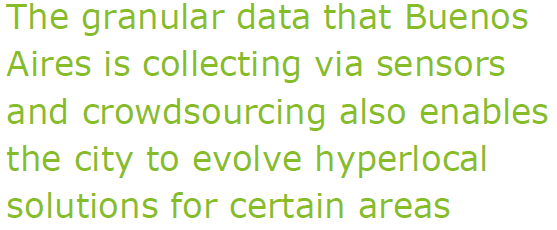 The granular data that Buenos
Aires is collecting via sensors
and crowdsourcing also enables
the city to evolve hyperlocal
solutions for certain areas